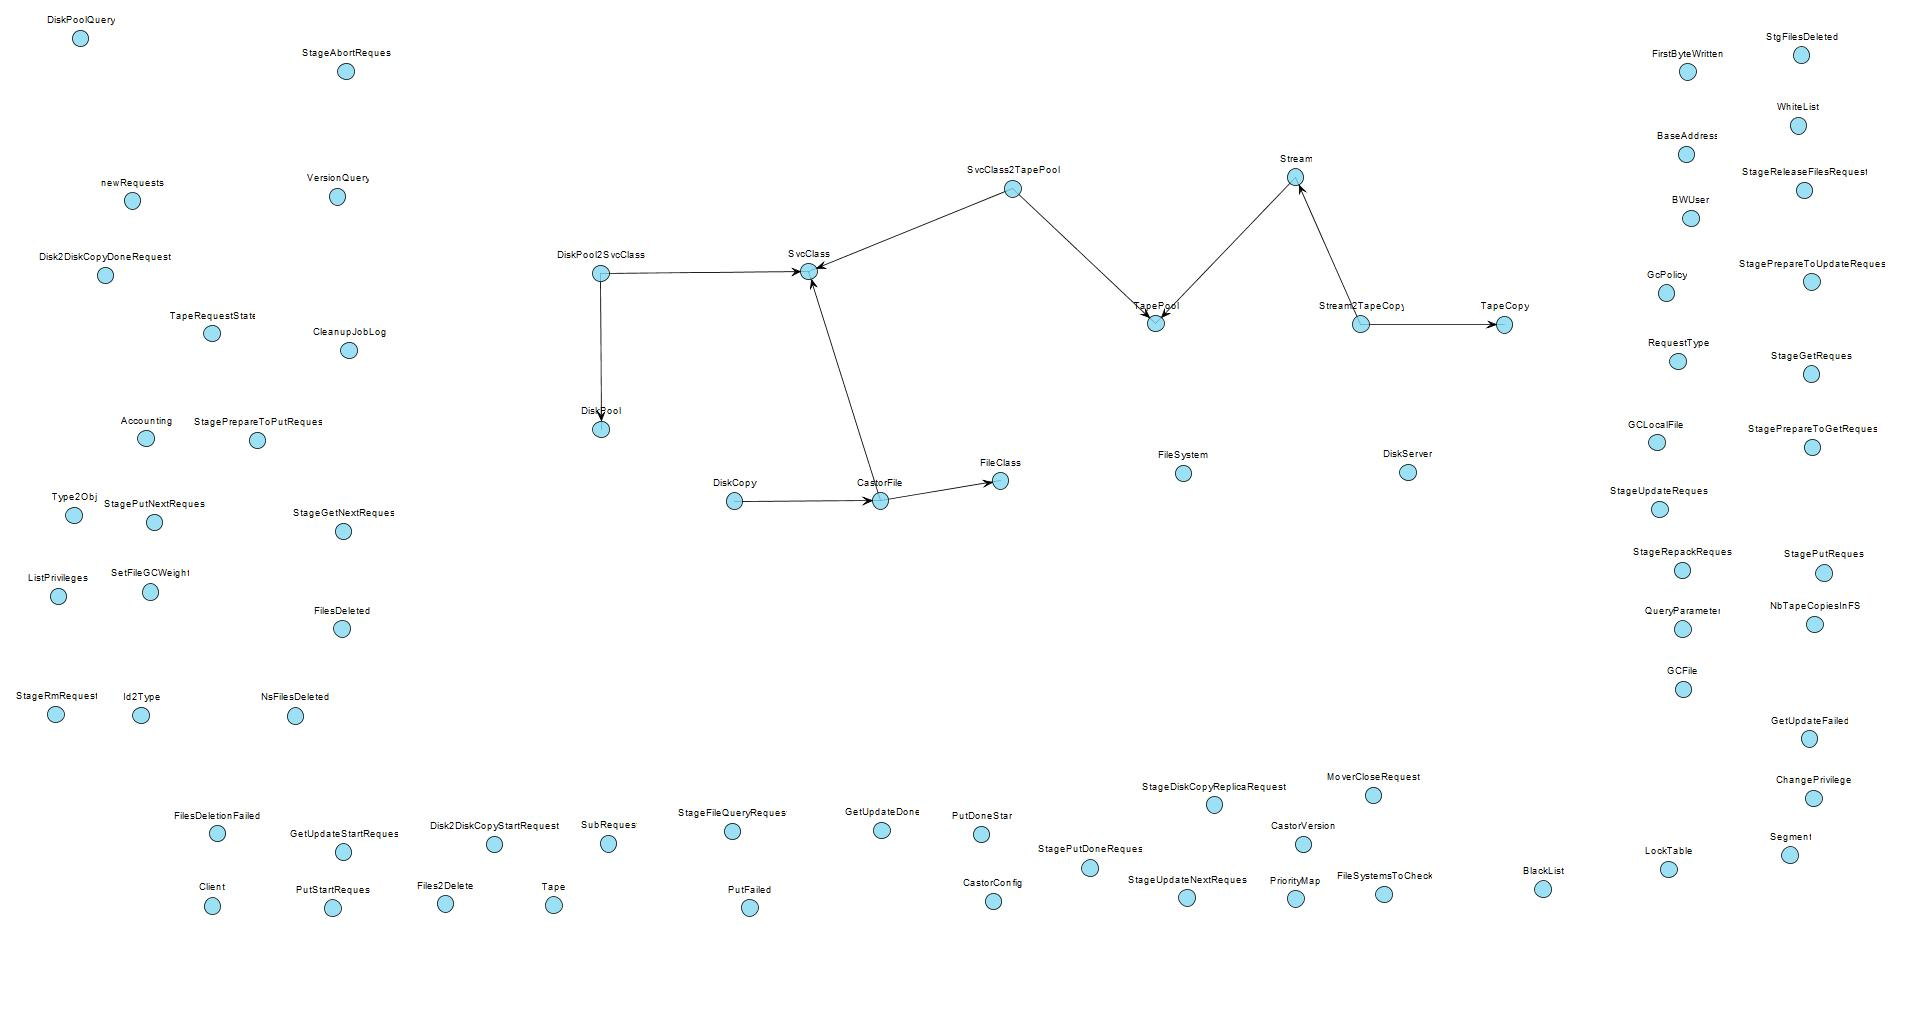 DiskPoolQuery
StgFilesDeleted
StageAbortReques
FirstByteWritten
WhiteList
BaseAddress
Stream
SvcClass2TapePool
StageReleaseFilesRequest
VersionQuery
newRequests
BWUser
DiskPool2SvcClass
SvcClass
Disk2DiskCopyDoneRequest
StagePrepareToUpdateReques
GcPolicy
TapePool
Stream2TapeCopy
TapeCopy
TapeRequestState
CleanupJobLog
RequestType
StageGetReques
DiskPool
Accounting
StagePrepareToPutReques
GCLocalFile
StagePrepareToGetReques
FileSystem
DiskServer
FileClass
DiskCopy
CastorFile
StageUpdateReques
Type2Obj
StagePutNextReques
StageGetNextReques
StageRepackReques
StagePutReques
SetFileGCWeight
ListPrivileges
NbTapeCopiesInFS
FilesDeleted
QueryParameter
GCFile
StageRmRequest
Id2Type
NsFilesDeleted
GetUpdateFailed
MoverCloseRequest
ChangePrivilege
StageDiskCopyReplicaRequest
FilesDeletionFailed
StageFileQueryReques
GetUpdateDone
PutDoneStar
GetUpdateStartReques
Disk2DiskCopyStartRequest
SubReques
CastorVersion
Segment
StagePutDoneReques
LockTable
BlackList
FileSystemsToCheck
StageUpdateNextReques
PriorityMap
CastorConfig
Client
PutStartReques
Files2Delete
Tape
PutFailed